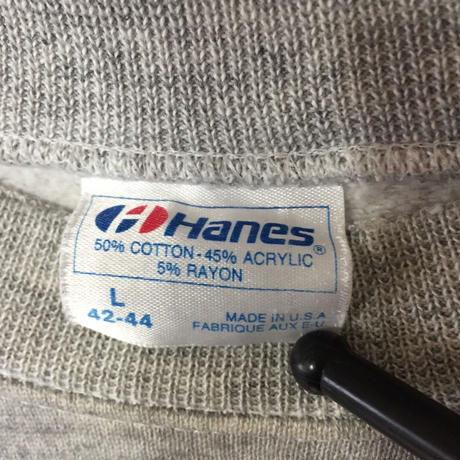 Hanes®
50% COTTON - 45% ACRYLIC
5% RAYON
L
42-44
MADE IN U.S.A
FABRIQUE AUX E-U